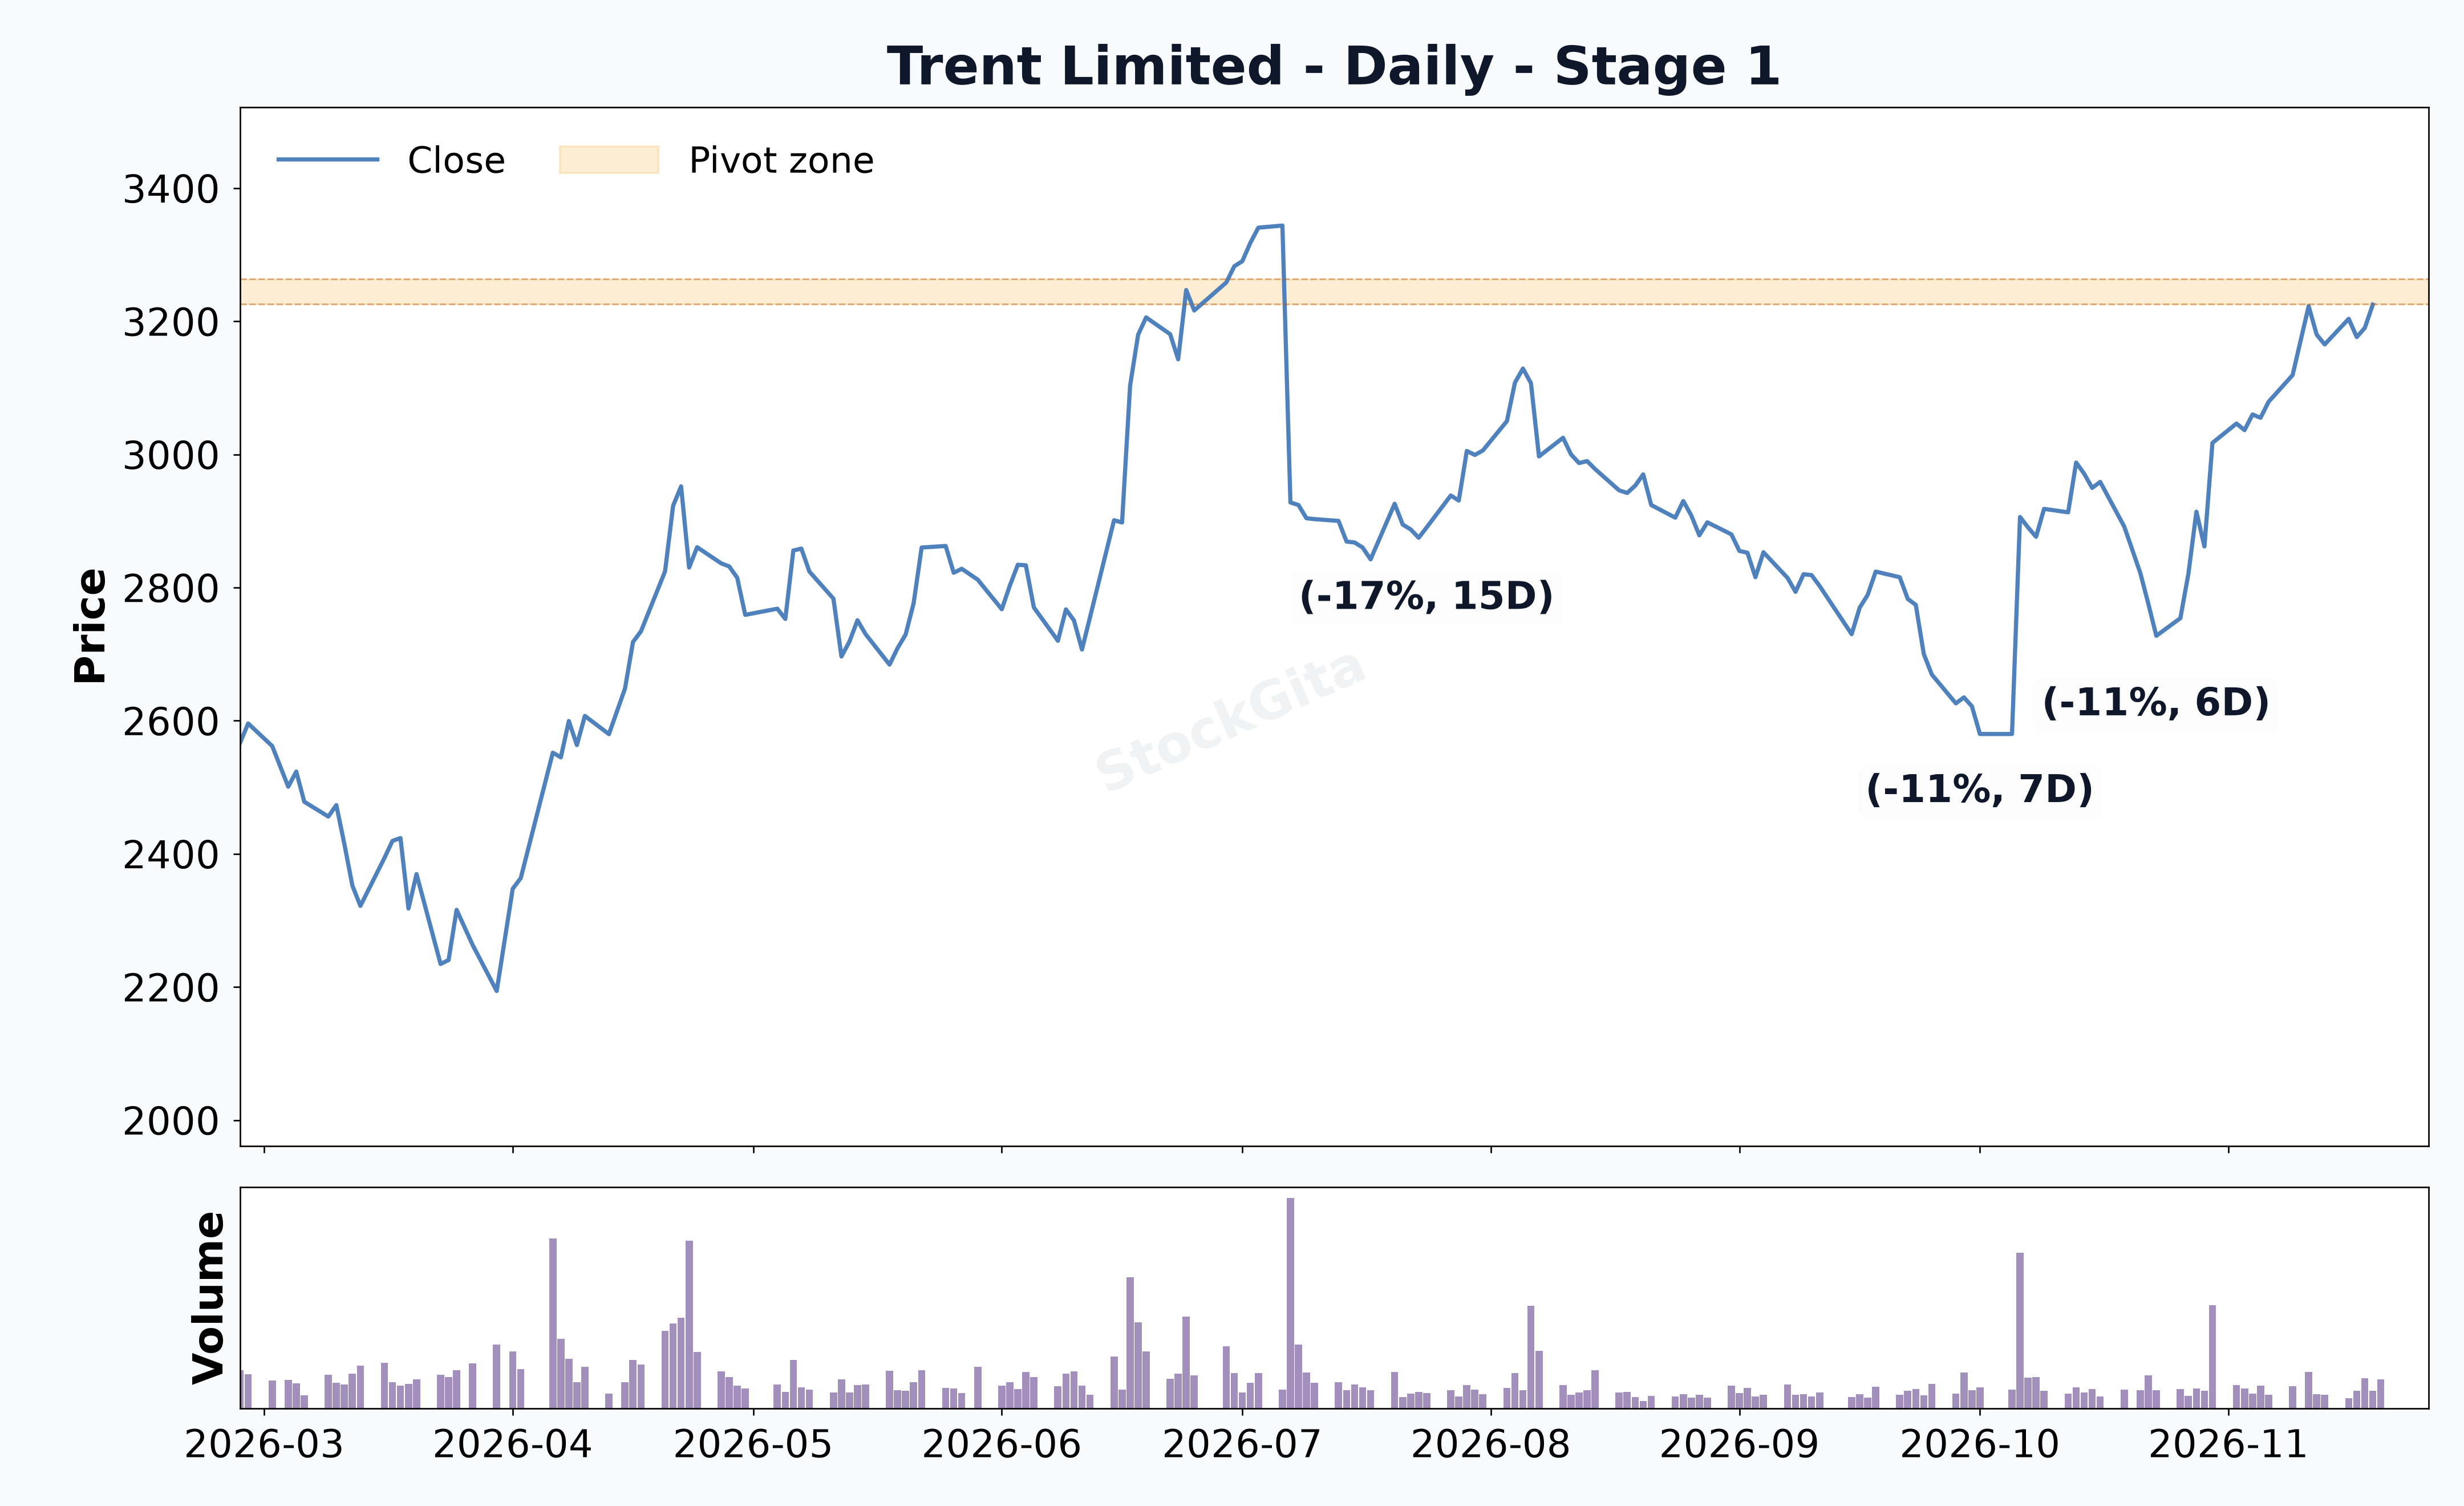 Trent Limited - Daily - Stage 1
Close
Pivot zone
Price
3400
3200
3000
2800
2600
2400
2200
2000
(-17%, 15D)
(-11%, 6D)
(-11%, 7D)
StockGita
Volume
2026-03
2026-04
2026-05
2026-06
2026-07
2026-08
2026-09
2026-10
2026-11